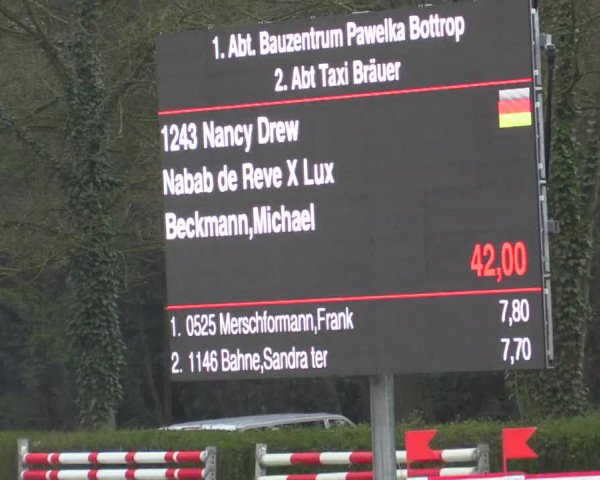 1. Abt. Bauzentrum Pawelka Bottrop
2. Abt Taxi Bräuer
1243 Nancy Drew
Nabab de Reve X Lux
Beckmann,Michael
42,00
1. 0525 Merschformann,Frank 7,80
2. 1146 Bahne,Sandra ter 7,70